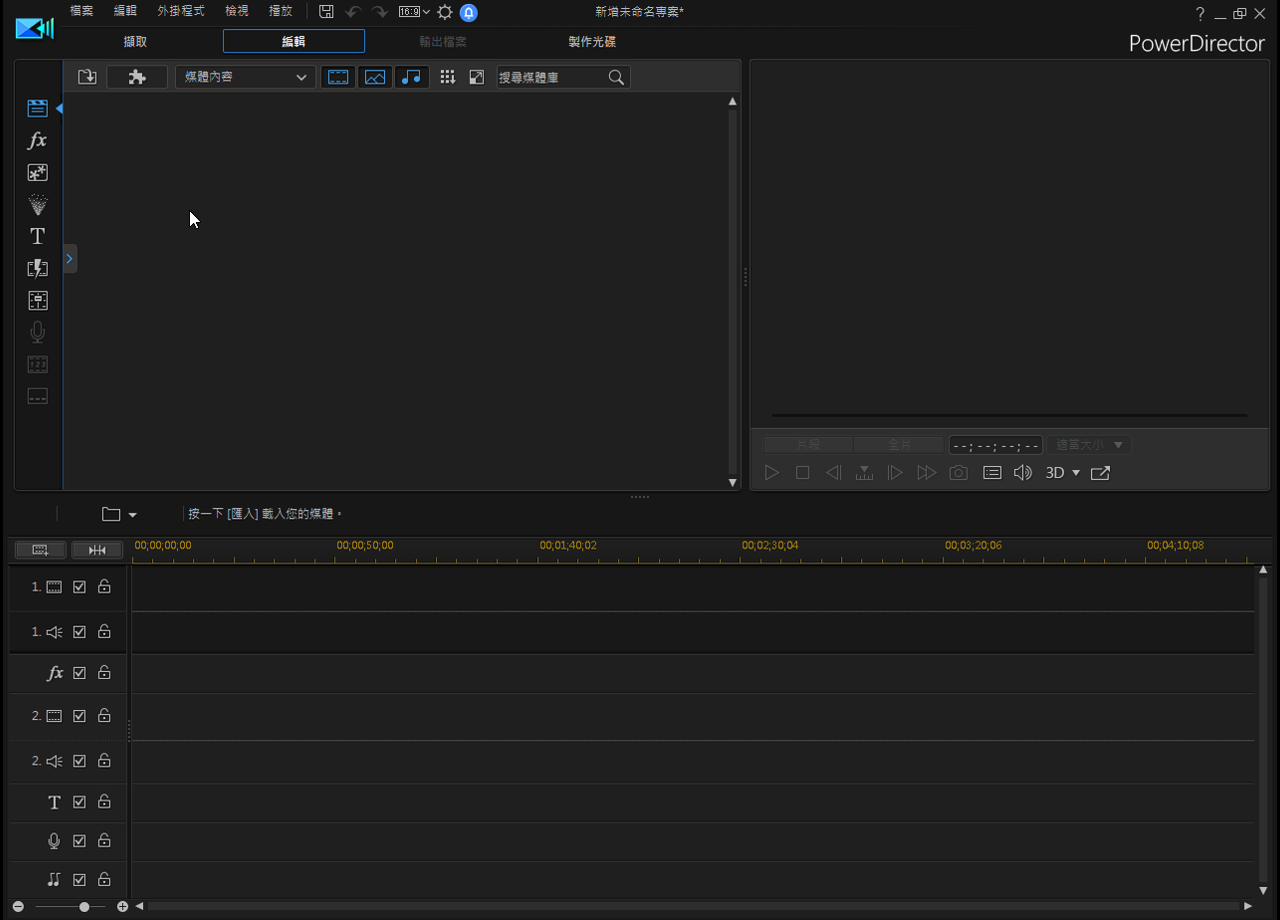 檔案 編輯 外掛程式 檢視 播放 16:9 新增未命名專案* ?
擷取 編輯 輸出檔案 製作光碟 PowerDirector
媒體內容 搜尋媒體庫
fx
T
片段 全片 --;--;--;-- 適當大小
3D
按一下 [匯入] 載入您的媒體。
00;00;00;00 00;00;50;00 00;01;40;02 00;02;30;04 00;03;20;06 00;04;10;08
1.
1.
fx
2.
2.
T